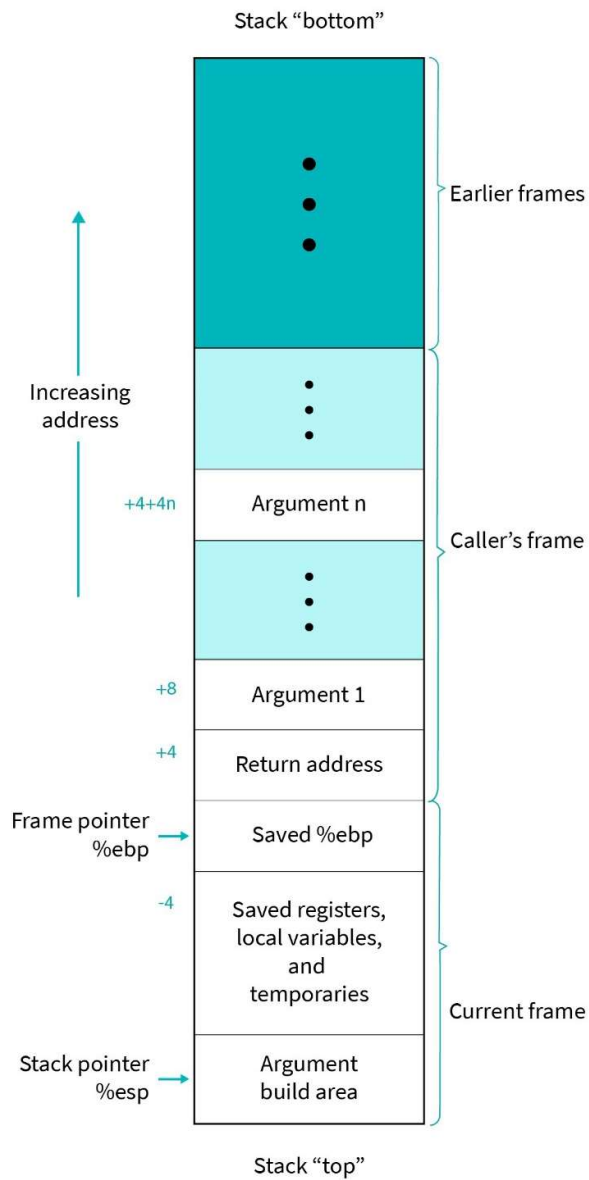 Stack “bottom”
Earlier frames
Increasing
address
+4+4n
Argument n
Caller’s frame
+8
Argument 1
+4
Return address
Frame pointer
%ebp
Saved %ebp
-4
Saved registers,
local variables,
and
temporaries
Current frame
Stack pointer
%esp
Argument
build area
Stack “top”